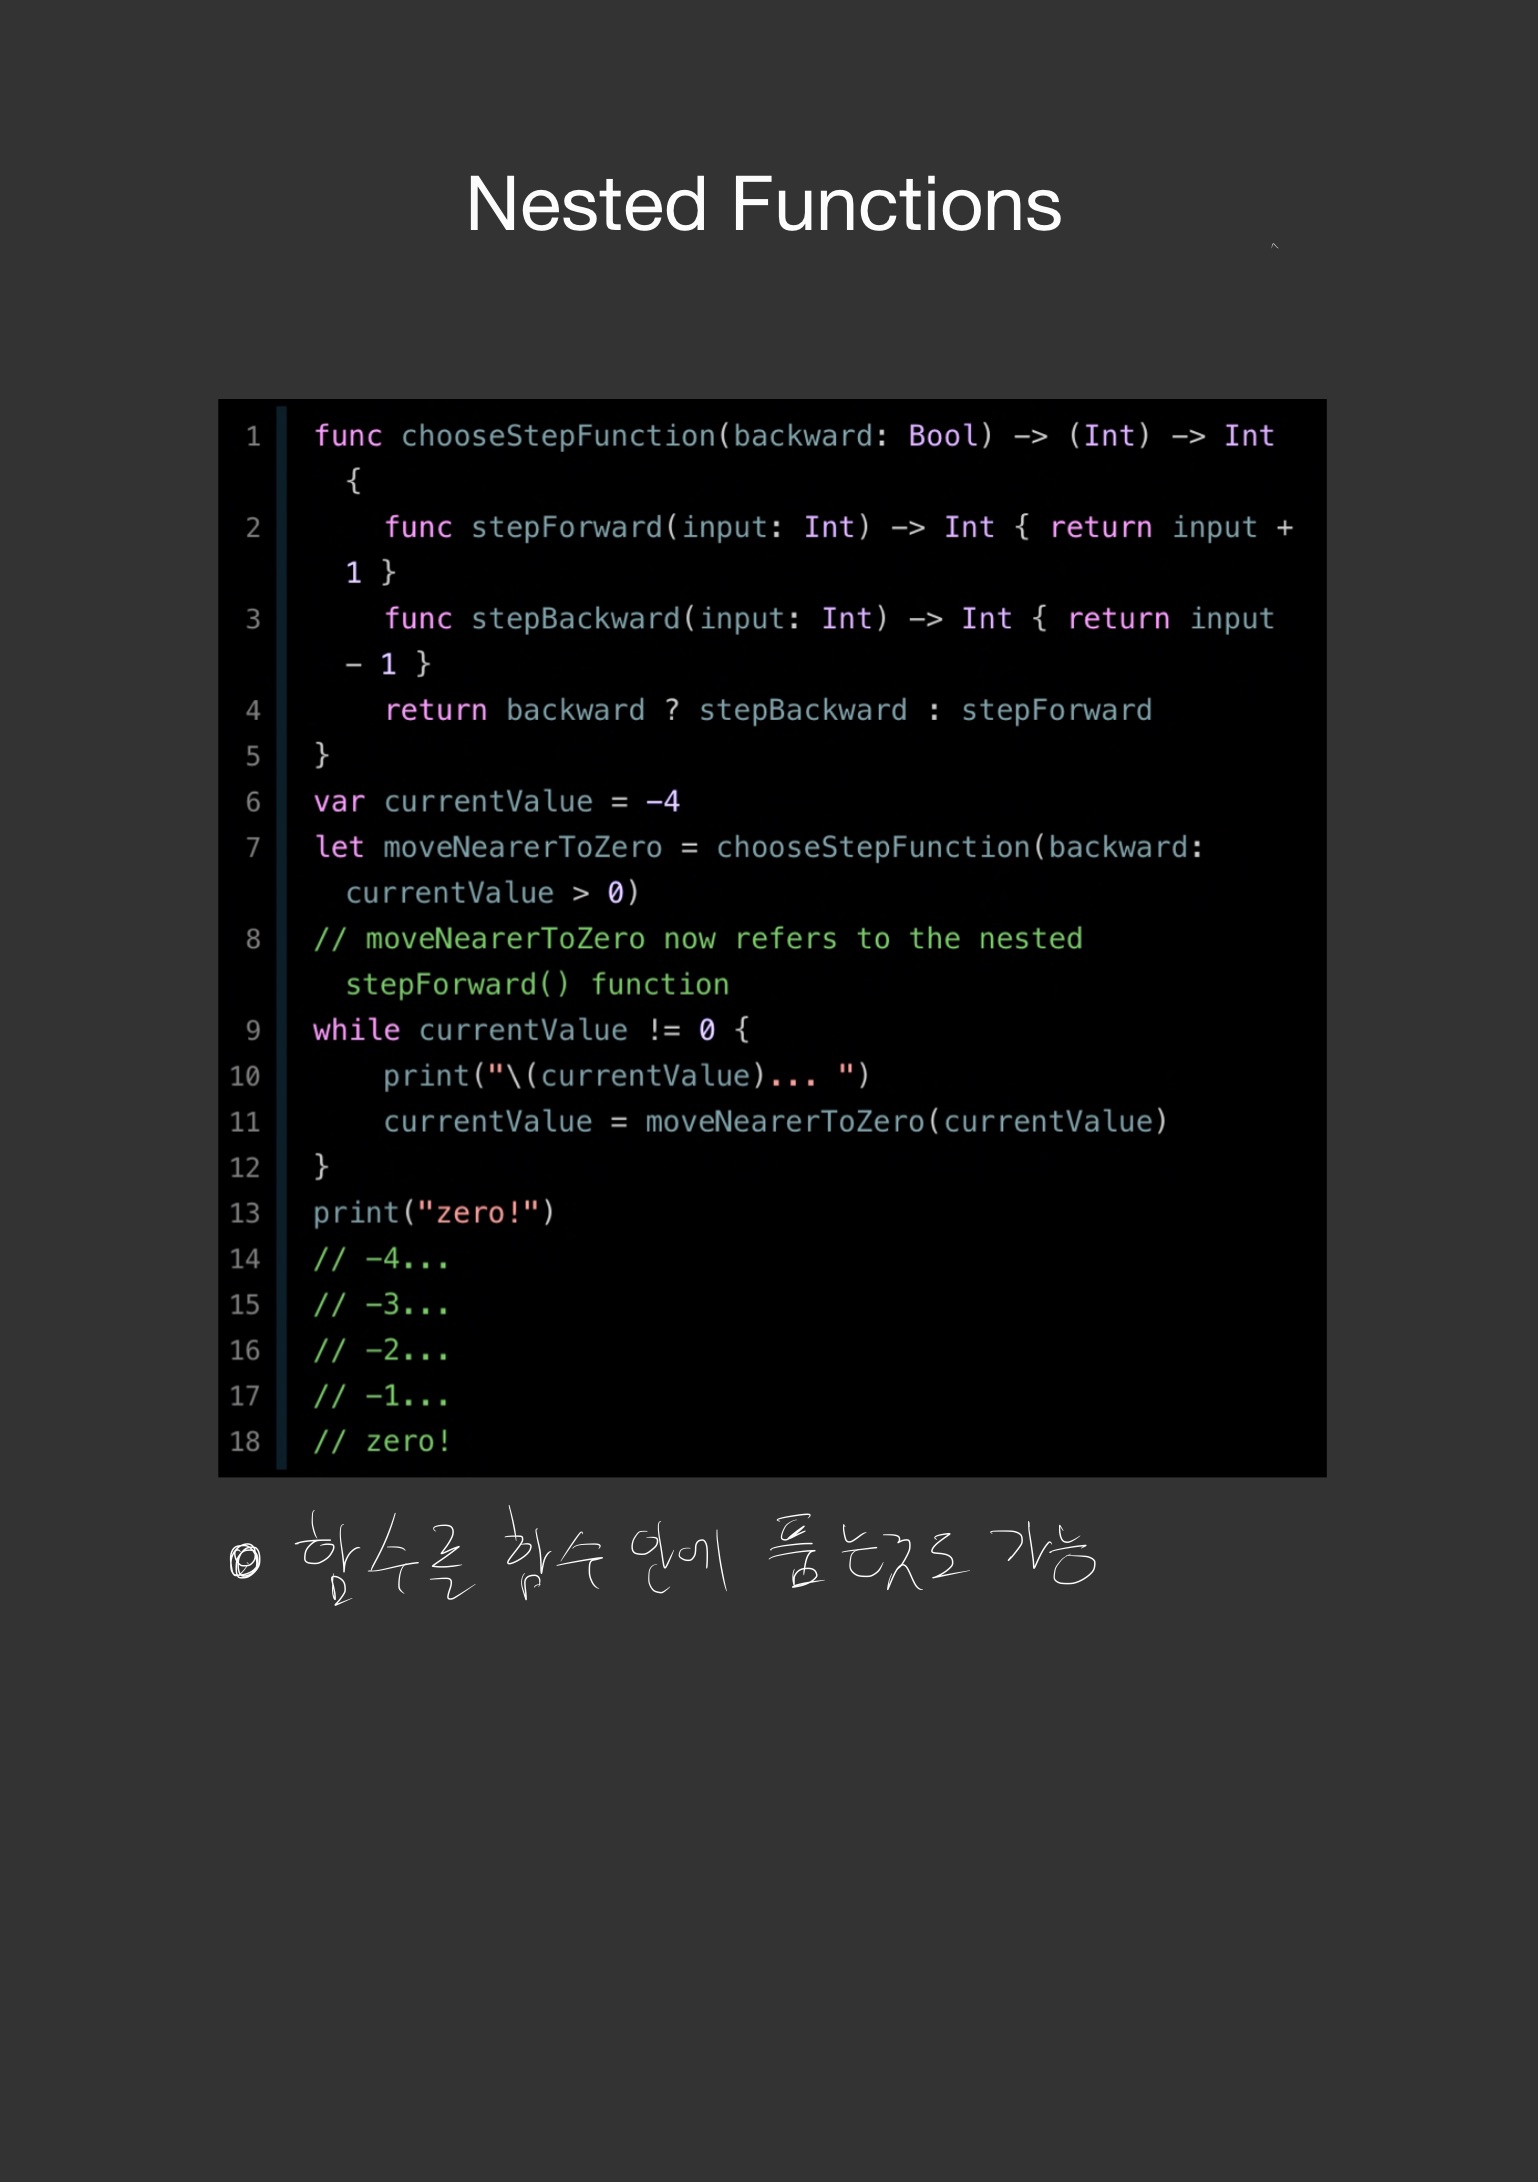 Nested Functions
1 func chooseStepFunction(backward: Bool) -> (Int) -> Int
{
2 func stepForward(input: Int) -> Int { return input +
1 }
3 func stepBackward(input: Int) -> Int { return input
- 1 }
4 return backward ? stepBackward : stepForward
5 }
6 var currentValue = -4
7 let moveNearerToZero = chooseStepFunction(backward:
currentValue > 0)
8 // moveNearerToZero now refers to the nested
stepForward() function
9 while currentValue != 0 {
10 print("\(currentValue)... ")
11 currentValue = moveNearerToZero(currentValue)
12 }
13 print("zero!")
14 // -4...
15 // -3...
16 // -2...
17 // -1...
18 // zero!
함수를 함수 안에 품는것도 가능